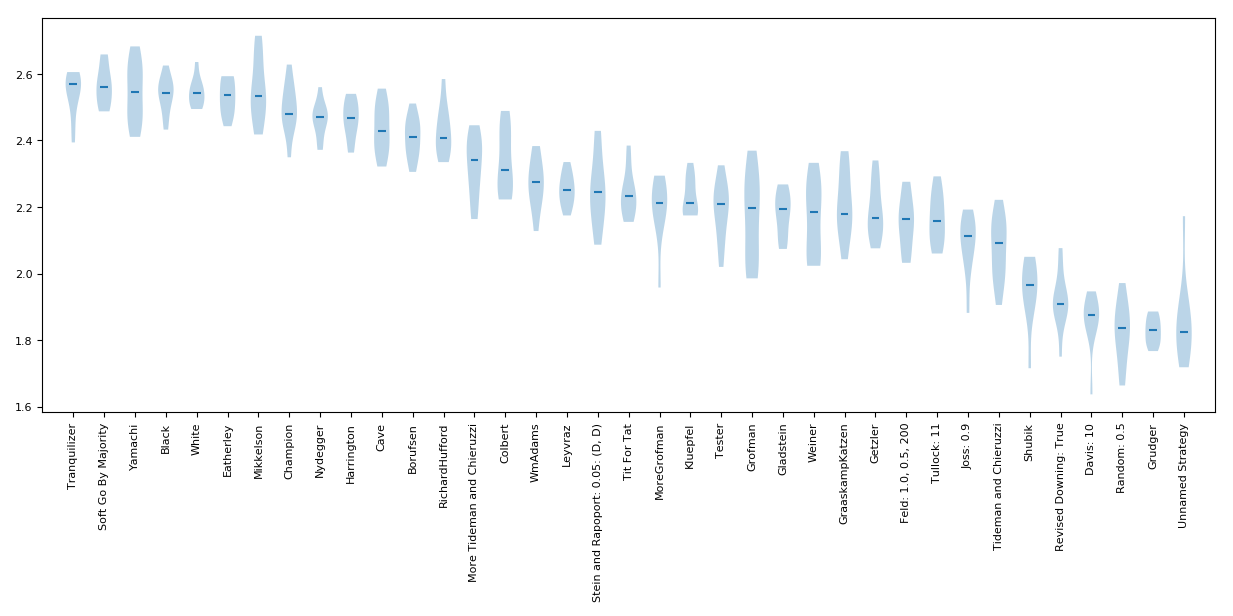 2.6
2.4
2.2
2.0
1.8
1.6
Tranquilizer
Soft Go By Majority
Yamachi
Black
White
Eatherley
Mikkelson
Champion
Nydegger
Harrington
Cave
Borufsen
RichardHufford
More Tideman and Chieruzzi
Colbert
WmAdams
Leyvraz
Stein and Rapoport: 0.05: (D, D)
Tit For Tat
MoreGrofman
Kluepfel
Tester
Grofman
Gladstein
Weiner
GraaskampKatzen
Getzler
Feld: 1.0, 0.5, 200
Tullock: 11
Joss: 0.9
Tideman and Chieruzzi
Shubik
Revised Downing: True
Davis: 10
Random: 0.5
Grudger
Unnamed Strategy